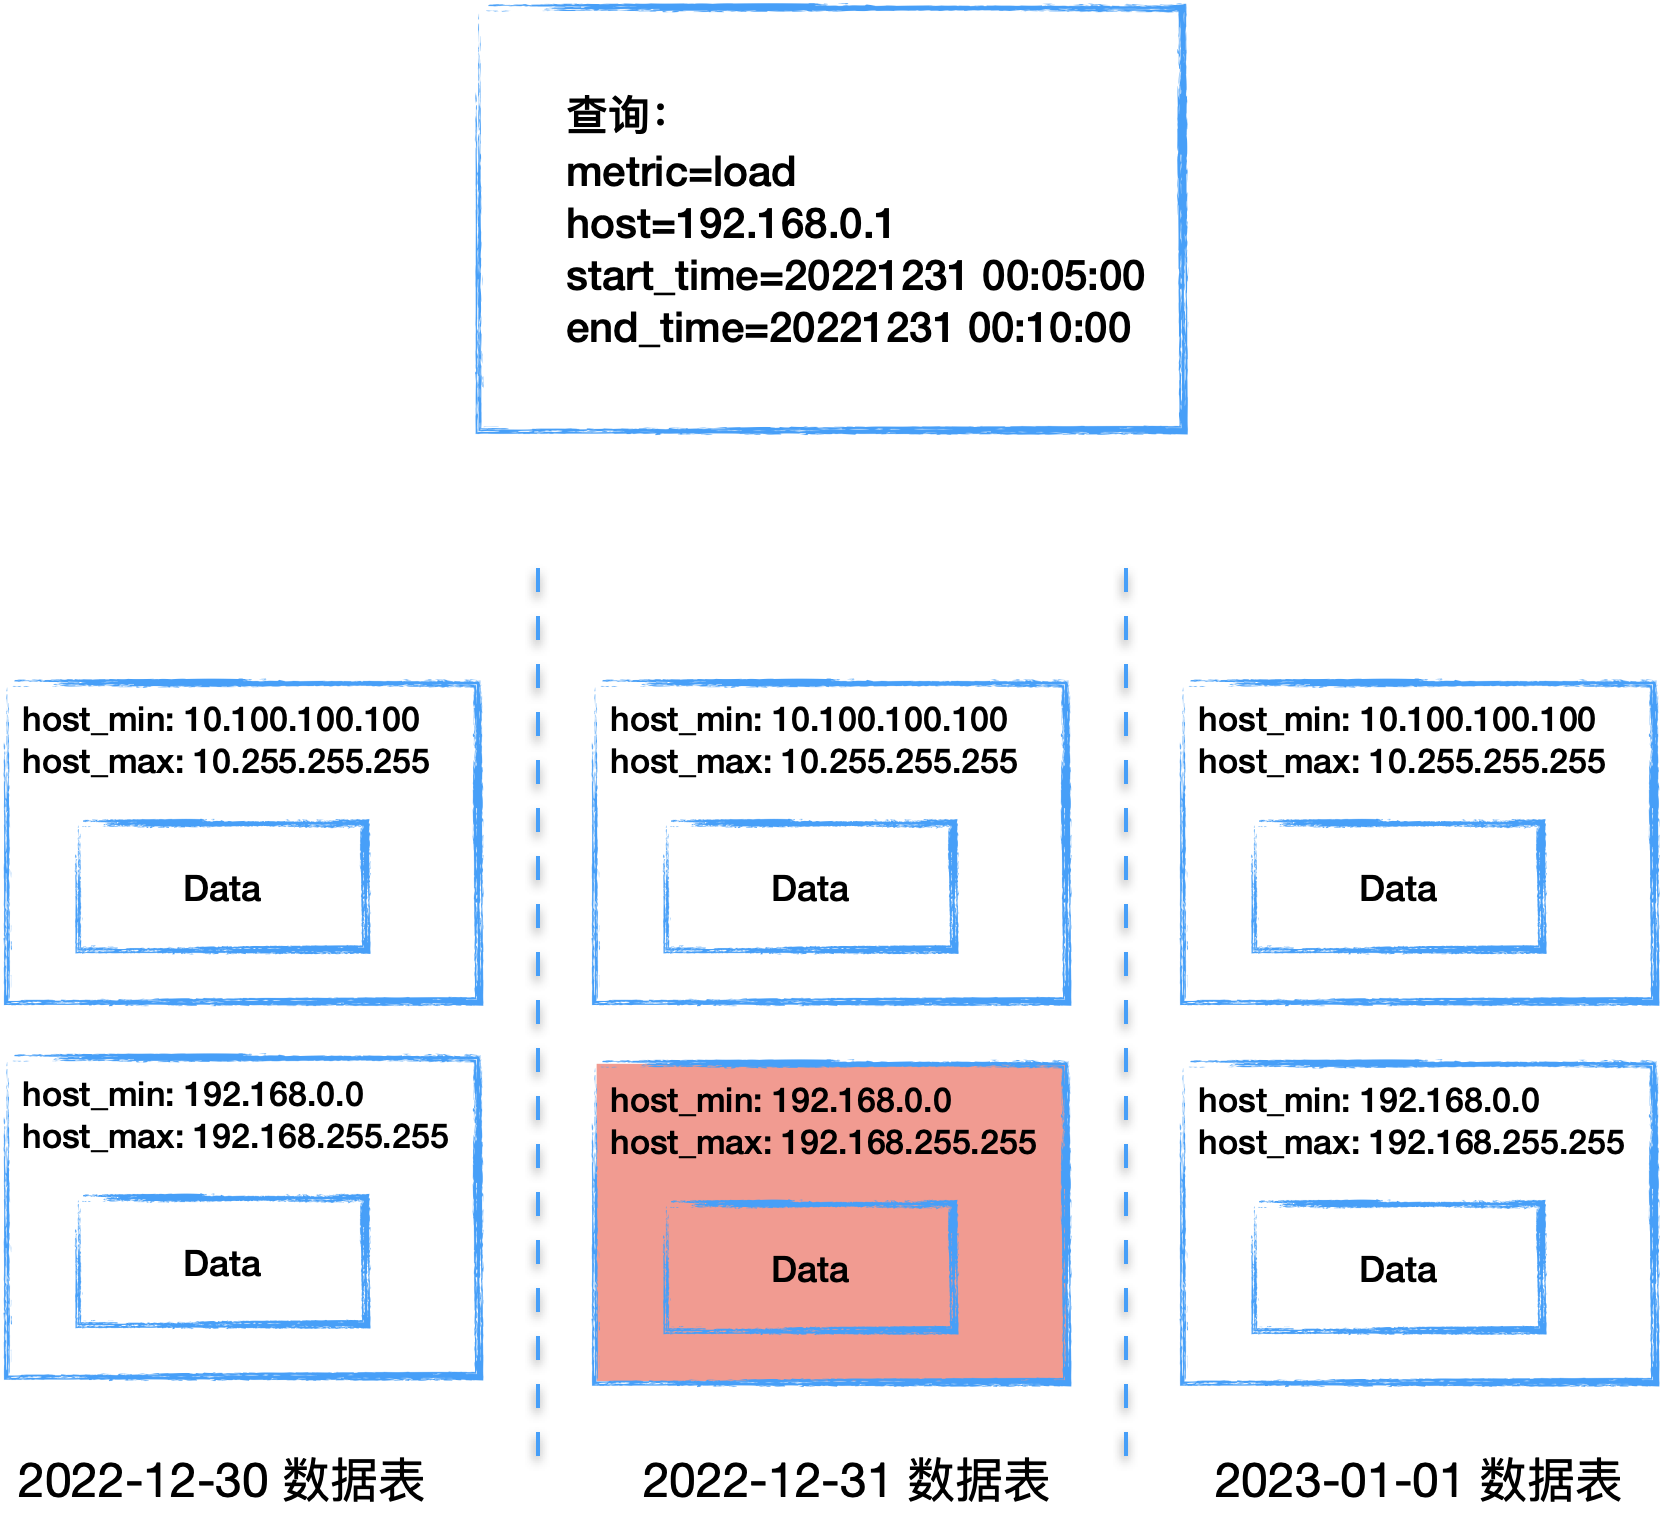 查询：
metric=load
host=192.168.0.1
start_time=20221231 00:05:00
end_time=20221231 00:10:00
host_min: 10.100.100.100
host_max: 10.255.255.255
Data
host_min: 192.168.0.0
host_max: 192.168.255.255
Data
2022-12-30 数据表
host_min: 10.100.100.100
host_max: 10.255.255.255
Data
host_min: 192.168.0.0
host_max: 192.168.255.255
Data
2022-12-31 数据表
host_min: 10.100.100.100
host_max: 10.255.255.255
Data
host_min: 192.168.0.0
host_max: 192.168.255.255
Data
2023-01-01 数据表